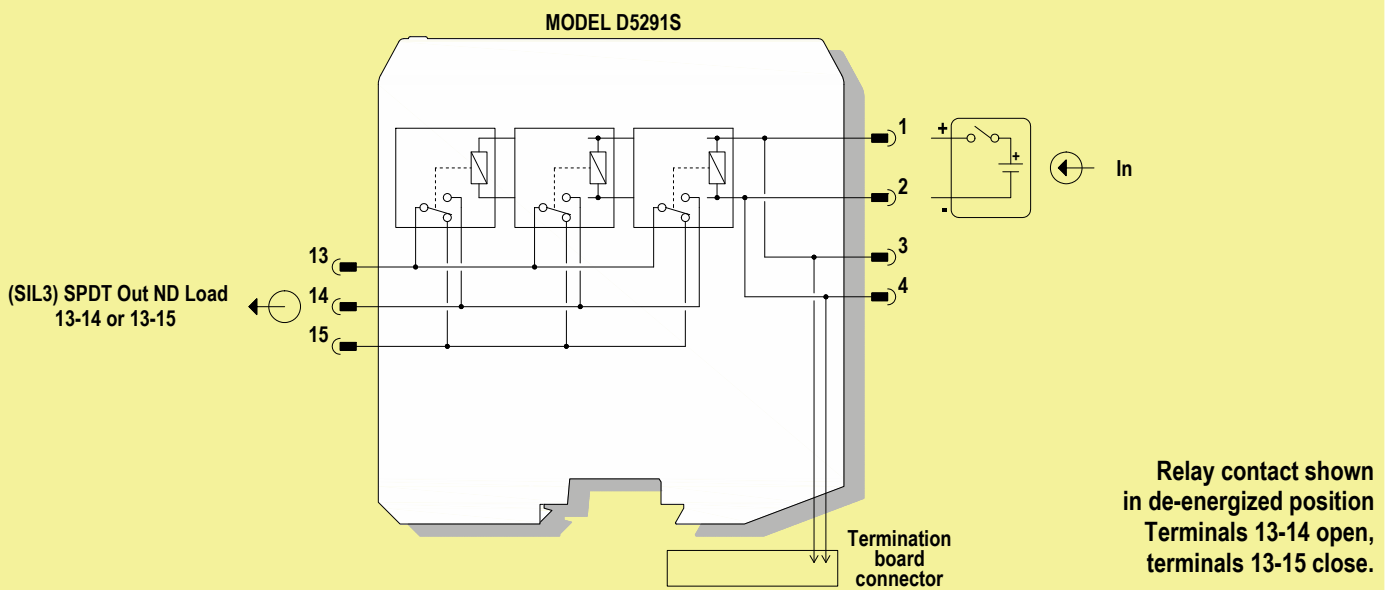 MODEL D5291S
1
+
+
In
2
-
3
13
(SIL3) SPDT Out ND Load
13-14 or 13-15
14
4
15
Relay contact shown
in de-energized position
Terminals 13-14 open,
terminals 13-15 close.
Termination
board
connector